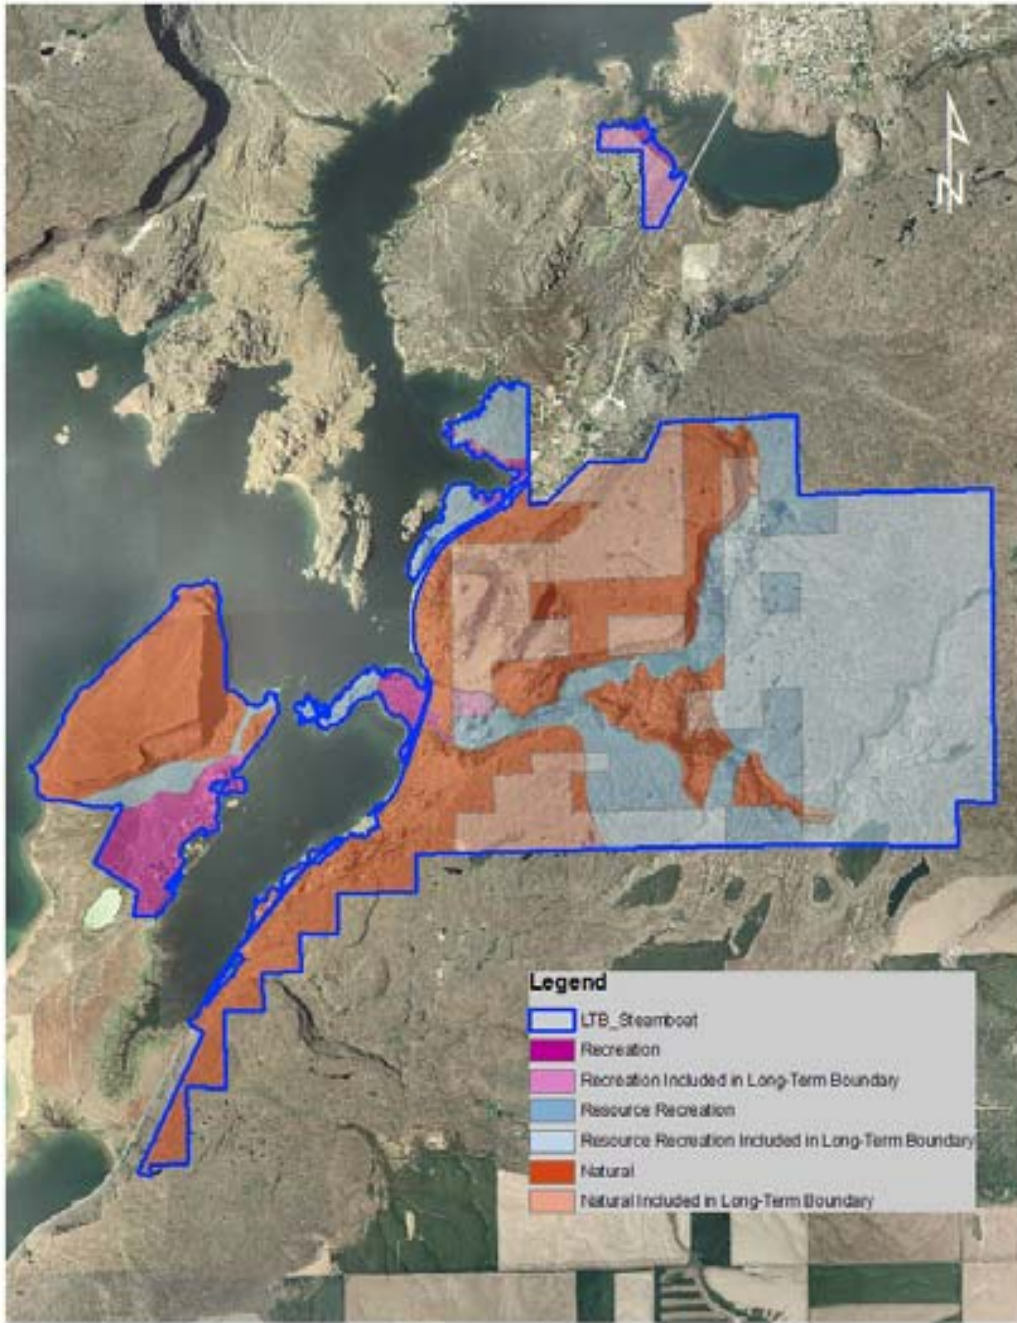 N
Legend
LTB_Steamboat
Recreation
Recreation Included in Long-Term Boundary
Resource Recreation
Resource Recreation Included in Long-Term Boundary
Natural
Natural Included in Long-Term Boundary